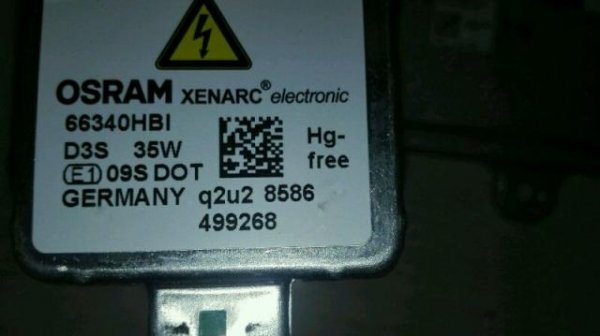 OSRAM XENARC® electronic
66340HBI
D3S 35W
Hg-
free
E1 09S DOT
GERMANY q2u2 8586
499268